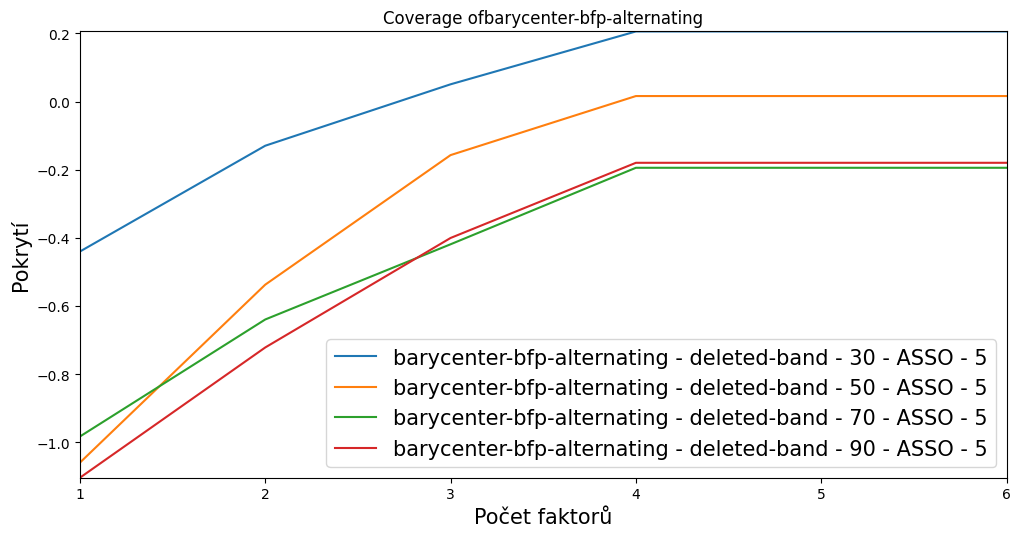 Coverage ofbarycenter-bfp-alternating
0.2
0.0
−0.2
−0.4
−0.6
−0.8
−1.0
Pokrytí
barycenter-bfp-alternating - deleted-band - 30 - ASSO - 5
barycenter-bfp-alternating - deleted-band - 50 - ASSO - 5
barycenter-bfp-alternating - deleted-band - 70 - ASSO - 5
barycenter-bfp-alternating - deleted-band - 90 - ASSO - 5
1 2 3 4 5 6
Počet faktorů